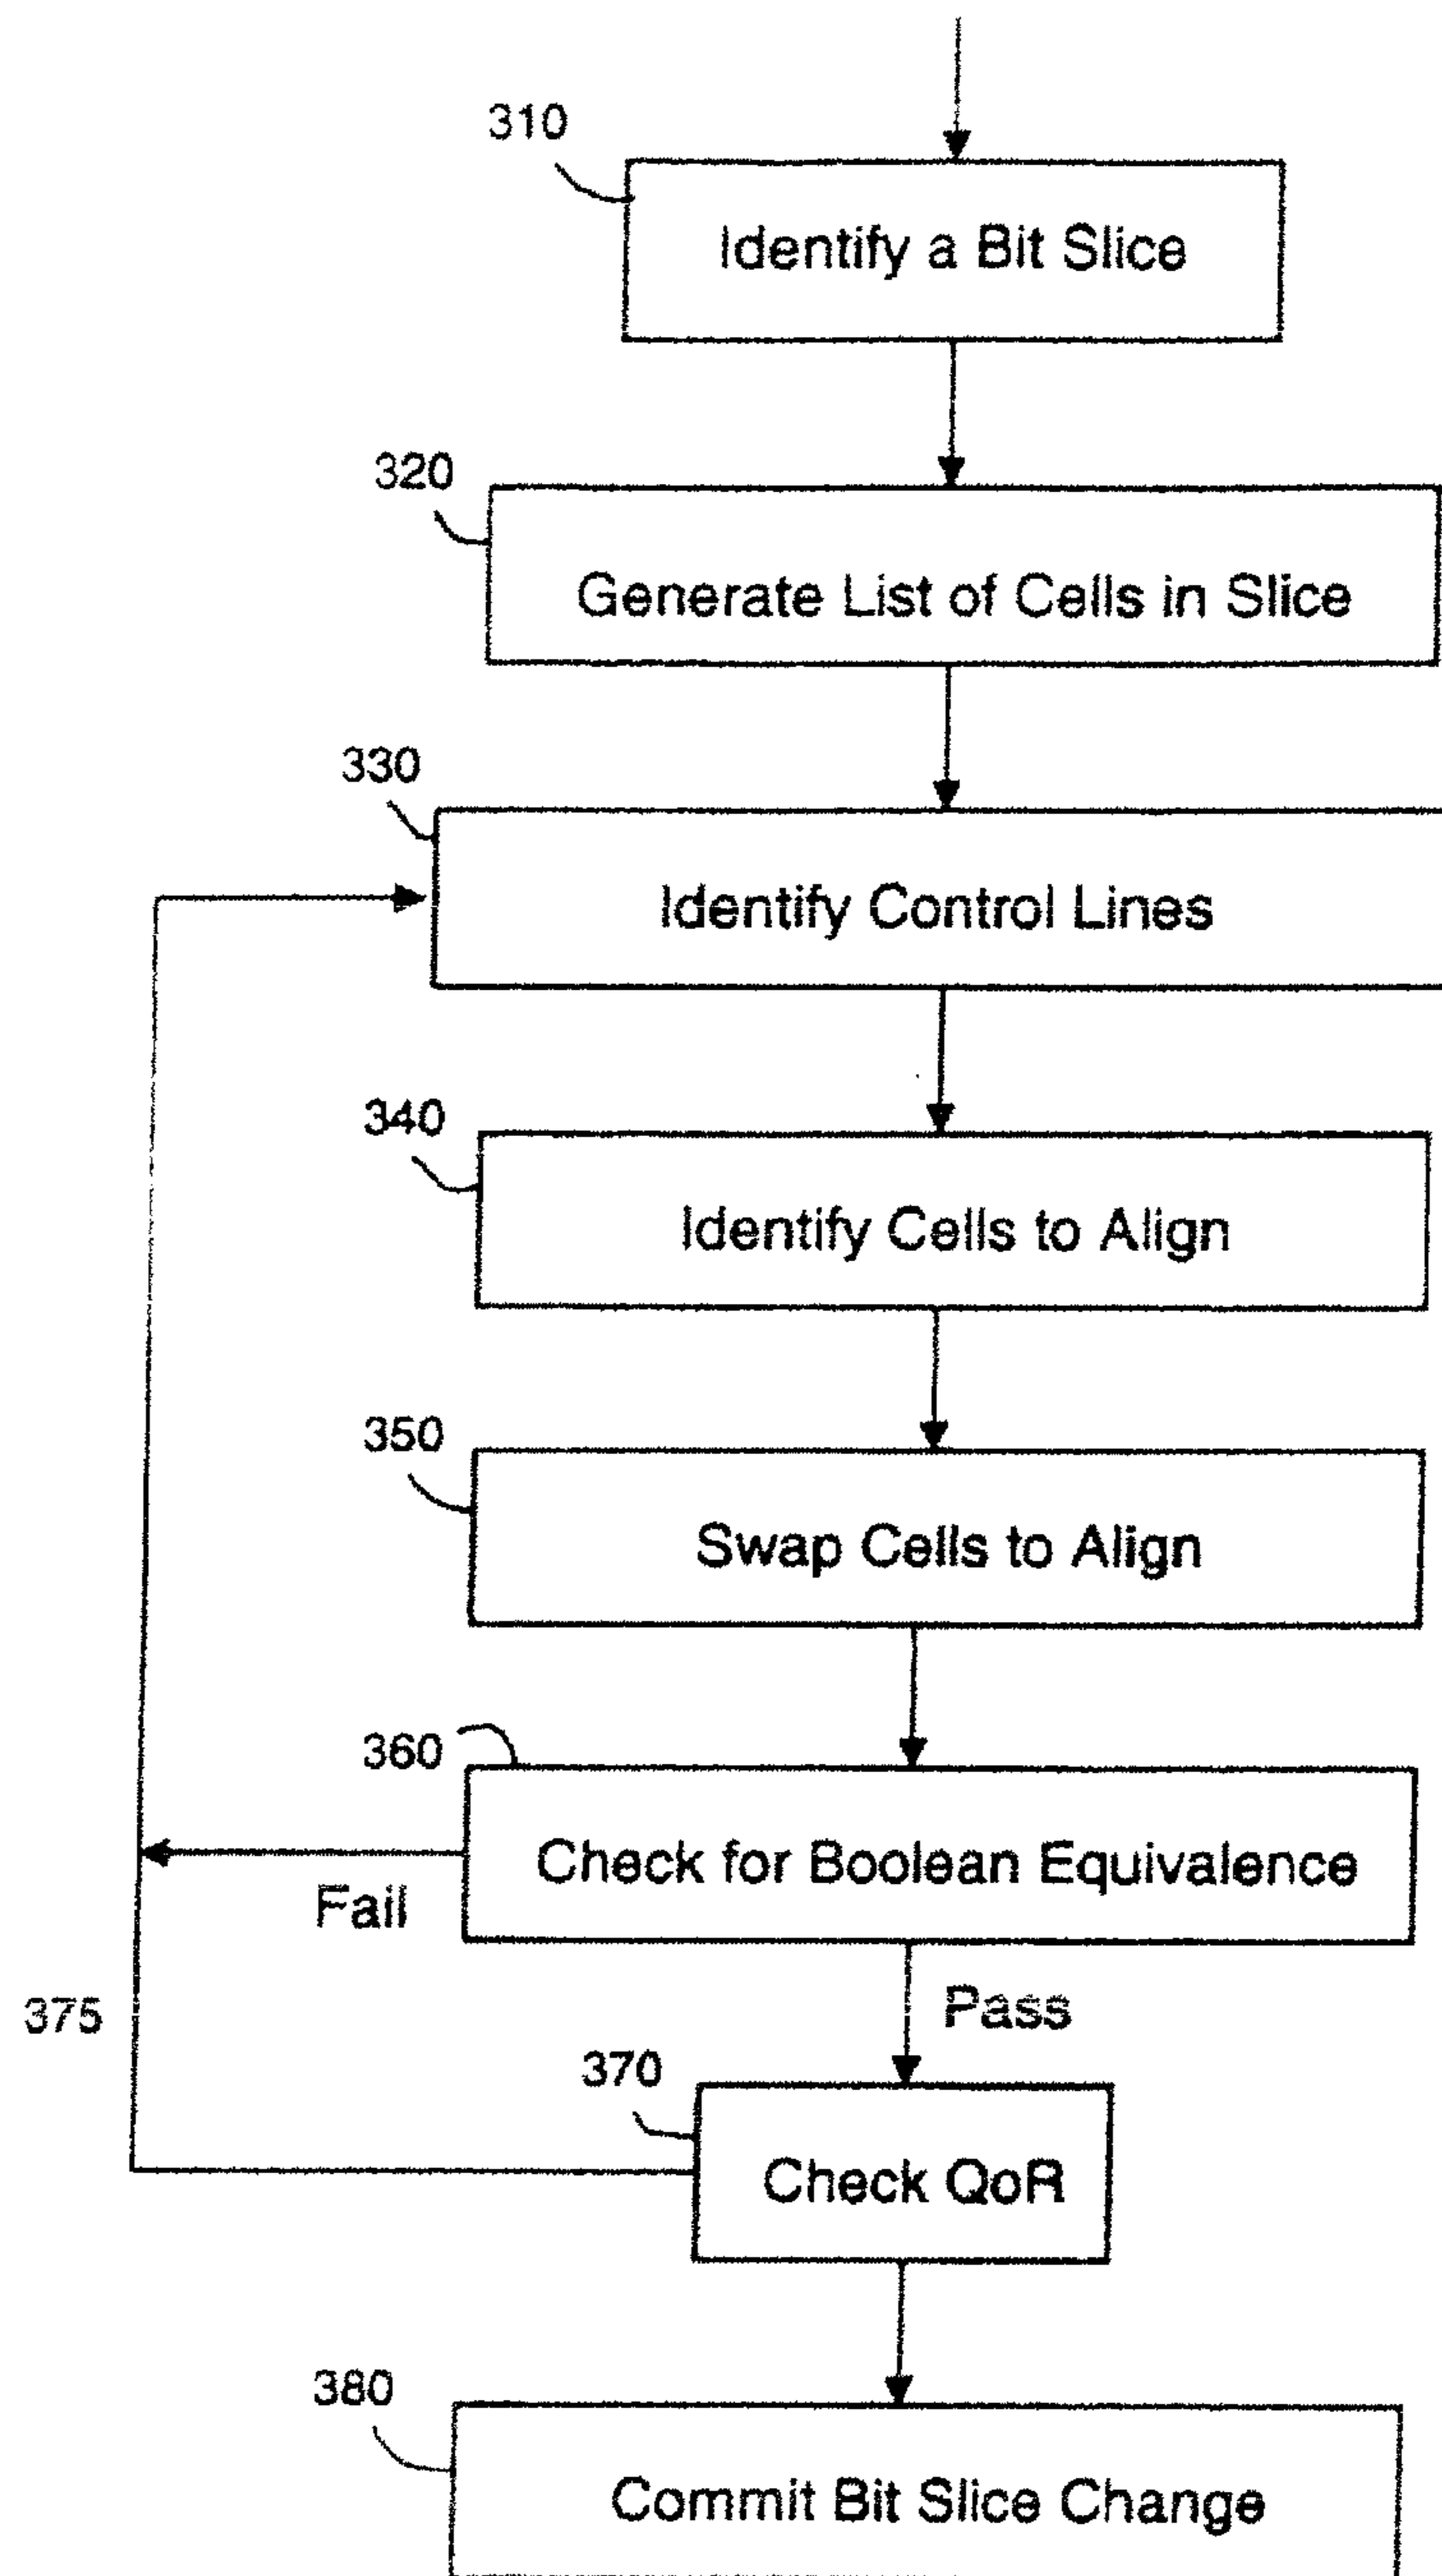 310
Identify a Bit Slice
320
Generate List of Cells in Slice
330
Identify Control Lines
340
Identify Cells to Align
350
Swap Cells to Align
360
Check for Boolean Equivalence
Fail
Pass
375
370
Check QoR
380
Commit Bit Slice Change